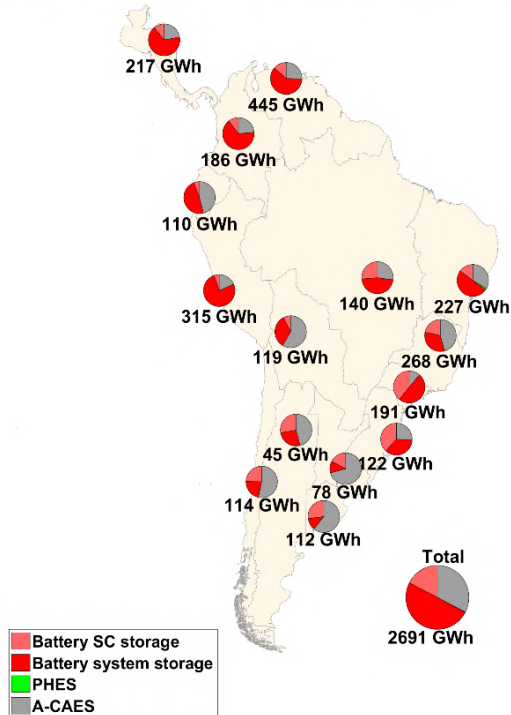 217 GWh
445 GWh
186 GWh
110 GWh
315 GWh
140 GWh
227 GWh
119 GWh
268 GWh
191 GWh
45 GWh
122 GWh
78 GWh
114 GWh
112 GWh
Total
2691 GWh
Battery SC storage
Battery system storage
PHES
A-CAES